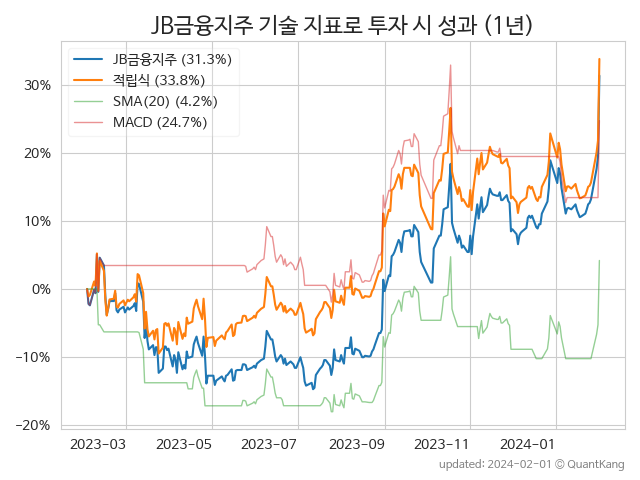 JB금융지주 기술 지표로 투자 시 성과 (1년)
JB금융지주 (31.3%)
적립식 (33.8%)
SMA(20) (4.2%)
MACD (24.7%)
30%
20%
10%
0%
−10%
−20%
2023-03 2023-05 2023-07 2023-09 2023-11 2024-01
updated: 2024-02-01 © QuantKang